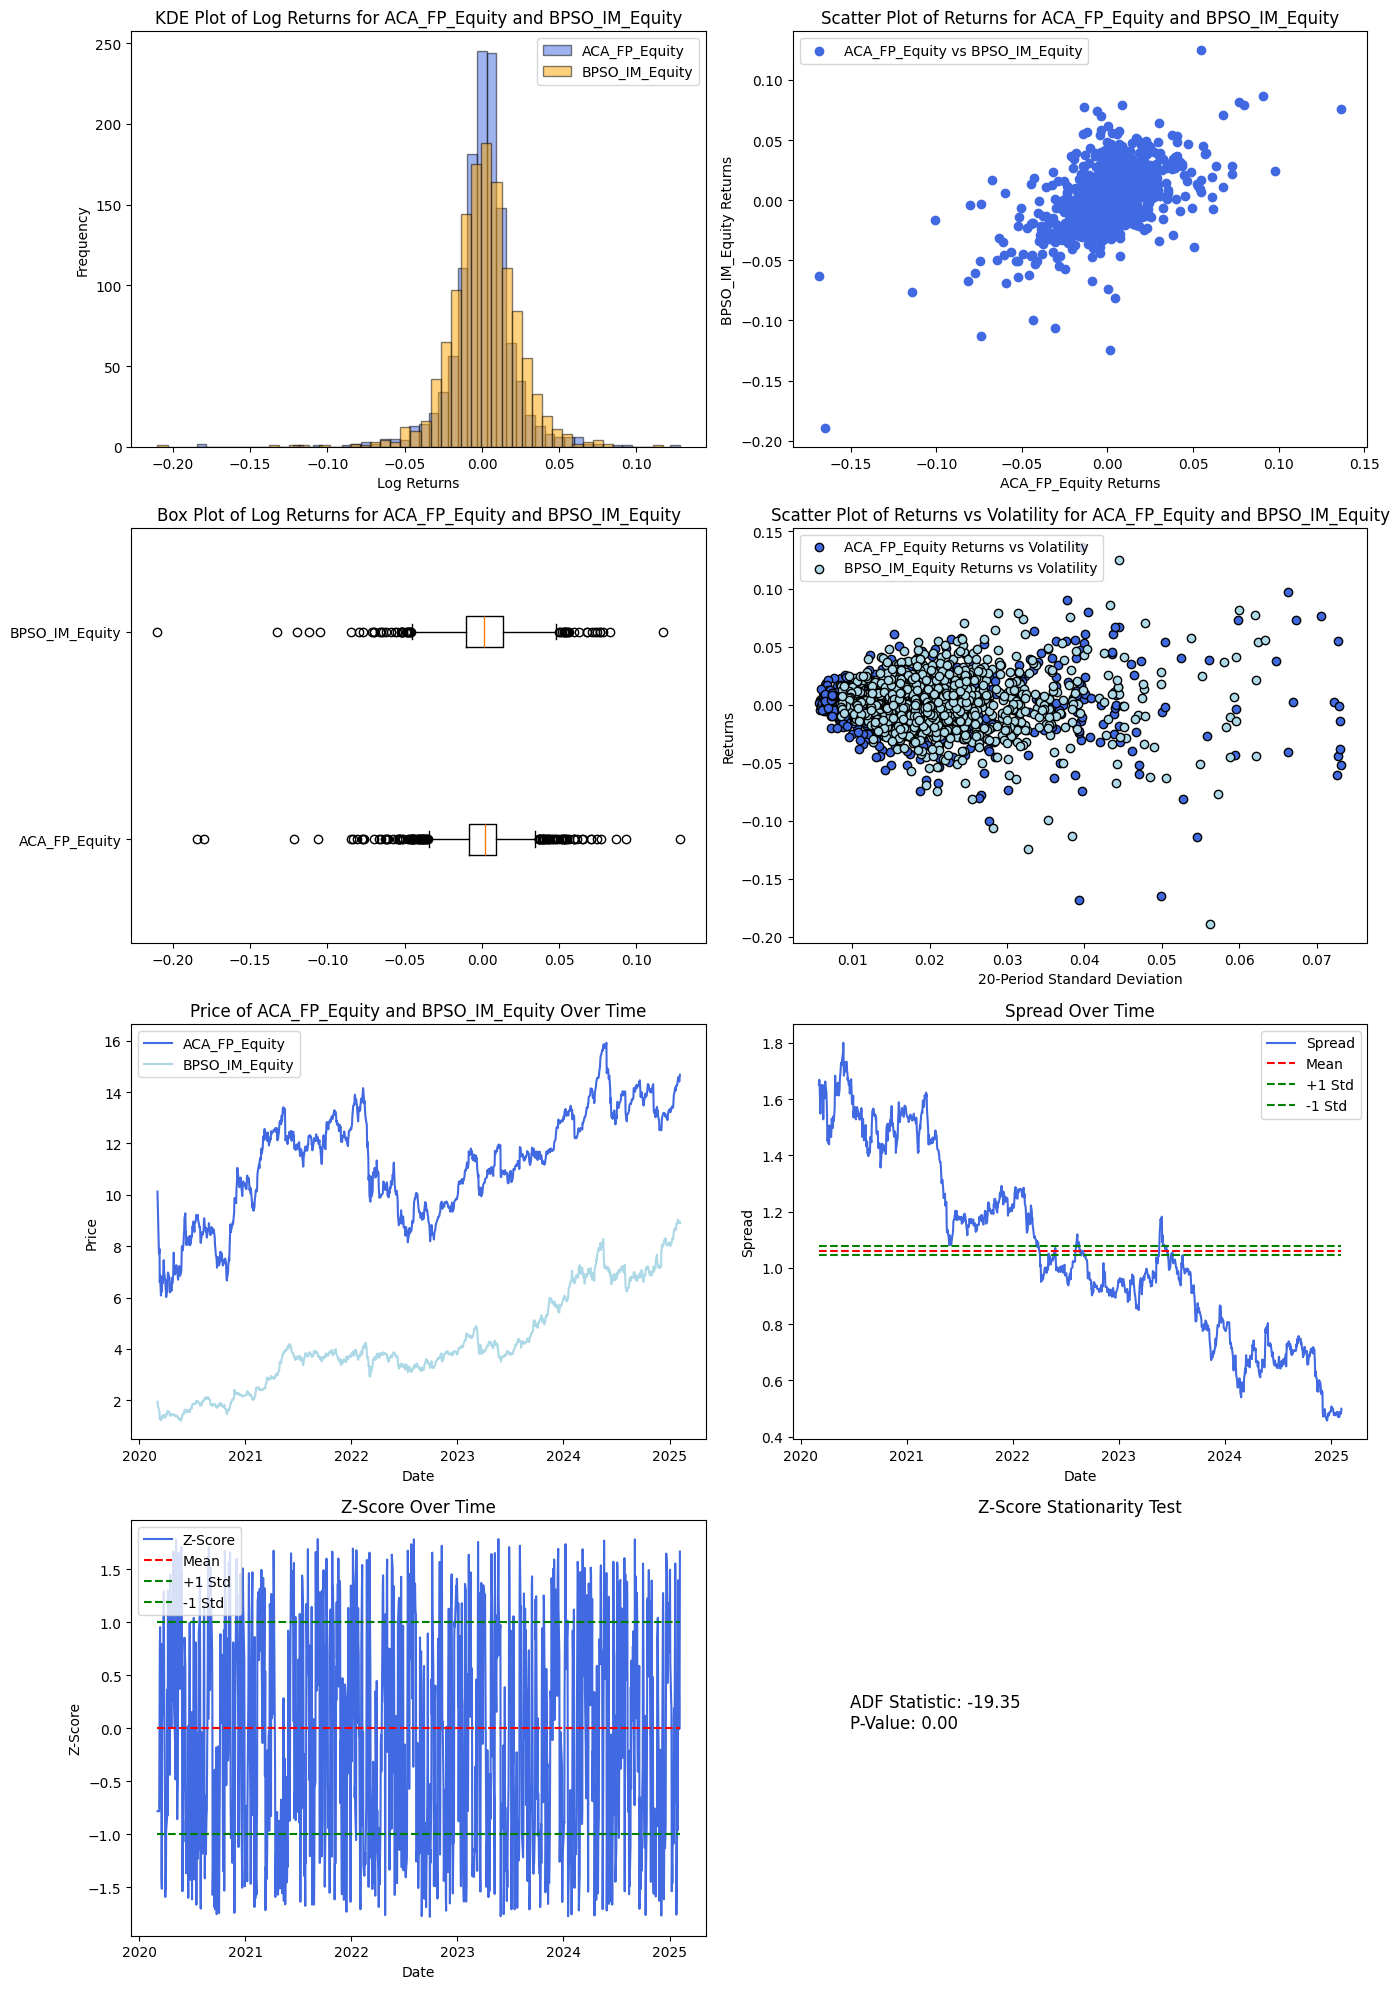 KDE Plot of Log Returns for ACA_FP_Equity and BPSO_IM_Equity
250
200
150
100
50
0
Frequency
ACA_FP_Equity
BPSO_IM_Equity
−0.20 −0.15 −0.10 −0.05 0.00 0.05 0.10
Log Returns
Scatter Plot of Returns for ACA_FP_Equity and BPSO_IM_Equity
ACA_FP_Equity vs BPSO_IM_Equity
0.10
0.05
0.00
−0.05
−0.10
−0.15
−0.20
BPSO_IM_Equity Returns
−0.15 −0.10 −0.05 0.00 0.05 0.10 0.15
ACA_FP_Equity Returns
Box Plot of Log Returns for ACA_FP_Equity and BPSO_IM_Equity
BPSO_IM_Equity
ACA_FP_Equity
−0.20 −0.15 −0.10 −0.05 0.00 0.05 0.10
Scatter Plot of Returns vs Volatility for ACA_FP_Equity and BPSO_IM_Equity
ACA_FP_Equity Returns vs Volatility
BPSO_IM_Equity Returns vs Volatility
0.15
0.10
0.05
0.00
−0.05
−0.10
−0.15
−0.20
Returns
0.01 0.02 0.03 0.04 0.05 0.06 0.07
20-Period Standard Deviation
Price of ACA_FP_Equity and BPSO_IM_Equity Over Time
ACA_FP_Equity
BPSO_IM_Equity
16
14
12
10
8
6
4
2
Price
2020 2021 2022 2023 2024 2025
Date
Spread Over Time
Spread
Mean
+1 Std
-1 Std
1.8
1.6
1.4
1.2
1.0
0.8
0.6
0.4
Spread
2020 2021 2022 2023 2024 2025
Date
Z-Score Over Time
Z-Score
Mean
+1 Std
-1 Std
1.5
1.0
0.5
0.0
−0.5
−1.0
−1.5
Z-Score
2020 2021 2022 2023 2024 2025
Date
Z-Score Stationarity Test
ADF Statistic: -19.35
P-Value: 0.00